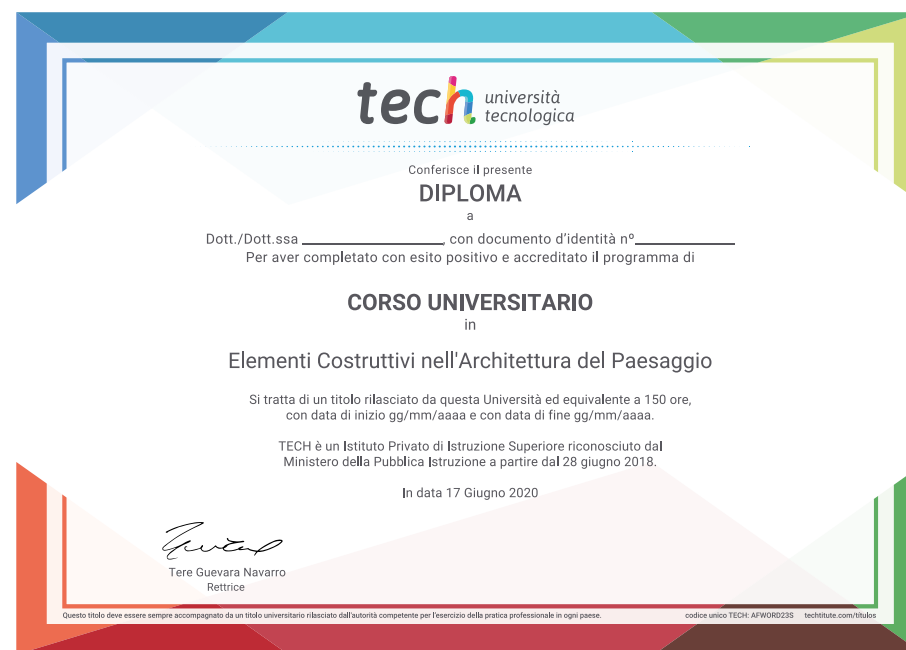 tech università
tecnologica
Conferisce il presente
DIPLOMA
a
Dott./Dott.ssa ____________________, con documento d'identità nº______________
Per aver completato con esito positivo e accreditato il programma di
CORSO UNIVERSITARIO
in
Elementi Costruttivi nell'Architettura del Paesaggio
Si tratta di un titolo rilasciato da questa Università ed equivalente a 150 ore,
con data di inizio gg/mm/aaaa e con data di fine gg/mm/aaaa.
TECH è un Istituto Privato di Istruzione Superiore riconosciuto dal
Ministero della Pubblica Istruzione a partire dal 28 giugno 2018.
In data 17 Giugno 2020
Tere Guevara Navarro
Rettrice
Questo titolo deve essere sempre accompagnato da un titolo universitario rilasciato dall'autorità competente per l'esercizio della pratica professionale in ogni paese. codice unico TECH: AFWORD23S techtitute.com/títulos